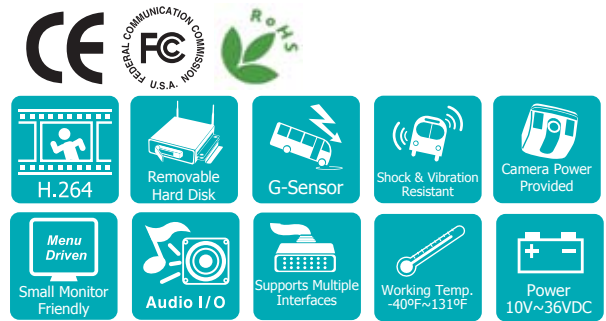 CE
FEDERAL COMMUNICATION COMMISSION
FC
U.S.A.
RoHS
H.264
Removable
Hard Disk
G-Sensor
Shock & Vibration
Resistant
Camera Power
Provided
Menu
Driven
Small Monitor
Friendly
Audio I/O
Supports Multiple
Interfaces
Working Temp.
-40ºF~131ºF
+ -
Power
10V~36VDC